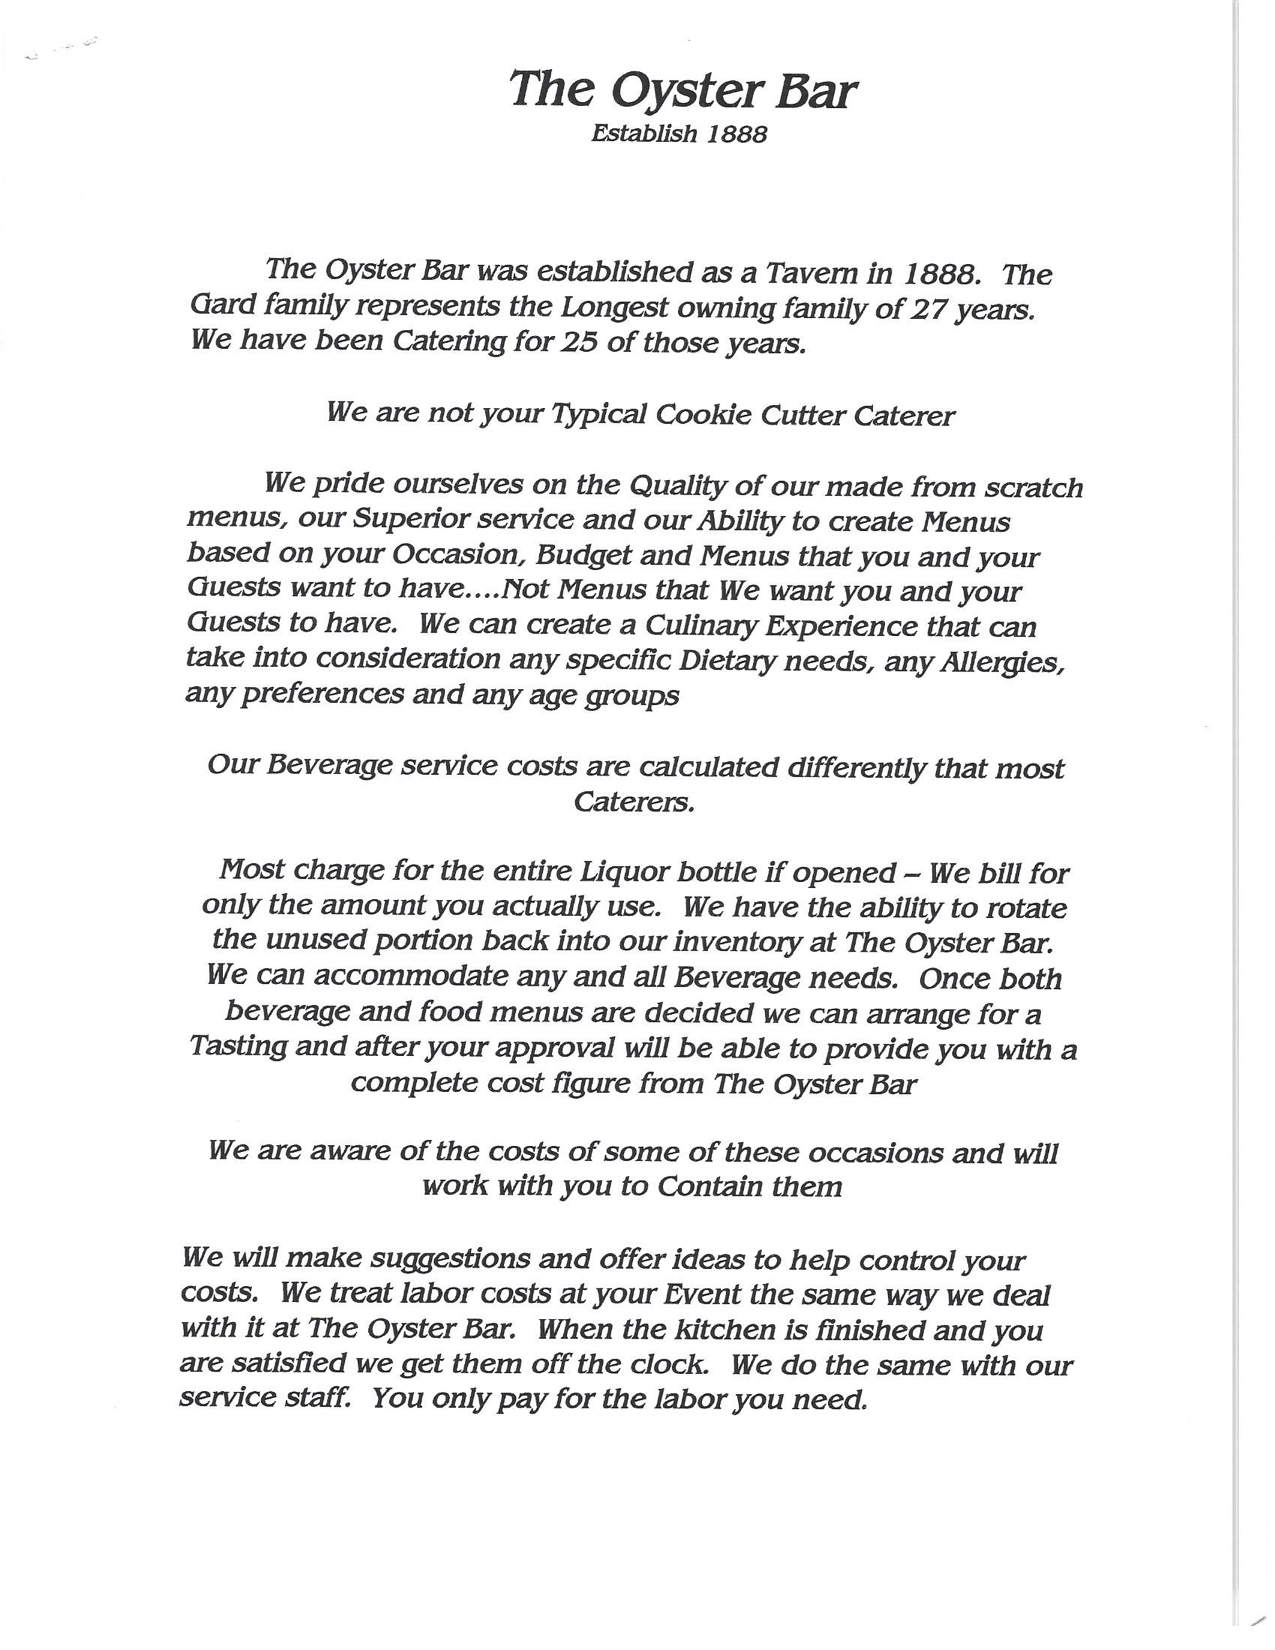 The Oyster Bar
Establish 1888
The Oyster Bar was established as a Tavern in 1888. The
Gard family represents the Longest owning family of 27 years.
We have been Catering for 25 of those years.
We are not your Typical Cookie Cutter Caterer
We pride ourselves on the Quality of our made from scratch
menus, our Superior service and our Ability to create Menus
based on your Occasion, Budget and Menus that you and your
Guests want to have....Not Menus that We want you and your
Guests to have. We can create a Culinary Experience that can
take into consideration any specific Dietary needs, any Allergies,
any preferences and any age groups
Our Beverage service costs are calculated differently that most
Caterers.
Most charge for the entire Liquor bottle if opened – We bill for
only the amount you actually use. We have the ability to rotate
the unused portion back into our inventory at The Oyster Bar.
We can accommodate any and all Beverage needs. Once both
beverage and food menus are decided we can arrange for a
Tasting and after your approval will be able to provide you with a
complete cost figure from The Oyster Bar
We are aware of the costs of some of these occasions and will
work with you to Contain them
We will make suggestions and offer ideas to help control your
costs. We treat labor costs at your Event the same way we deal
with it at The Oyster Bar. When the kitchen is finished and you
are satisfied we get them off the clock. We do the same with our
service staff. You only pay for the labor you need.